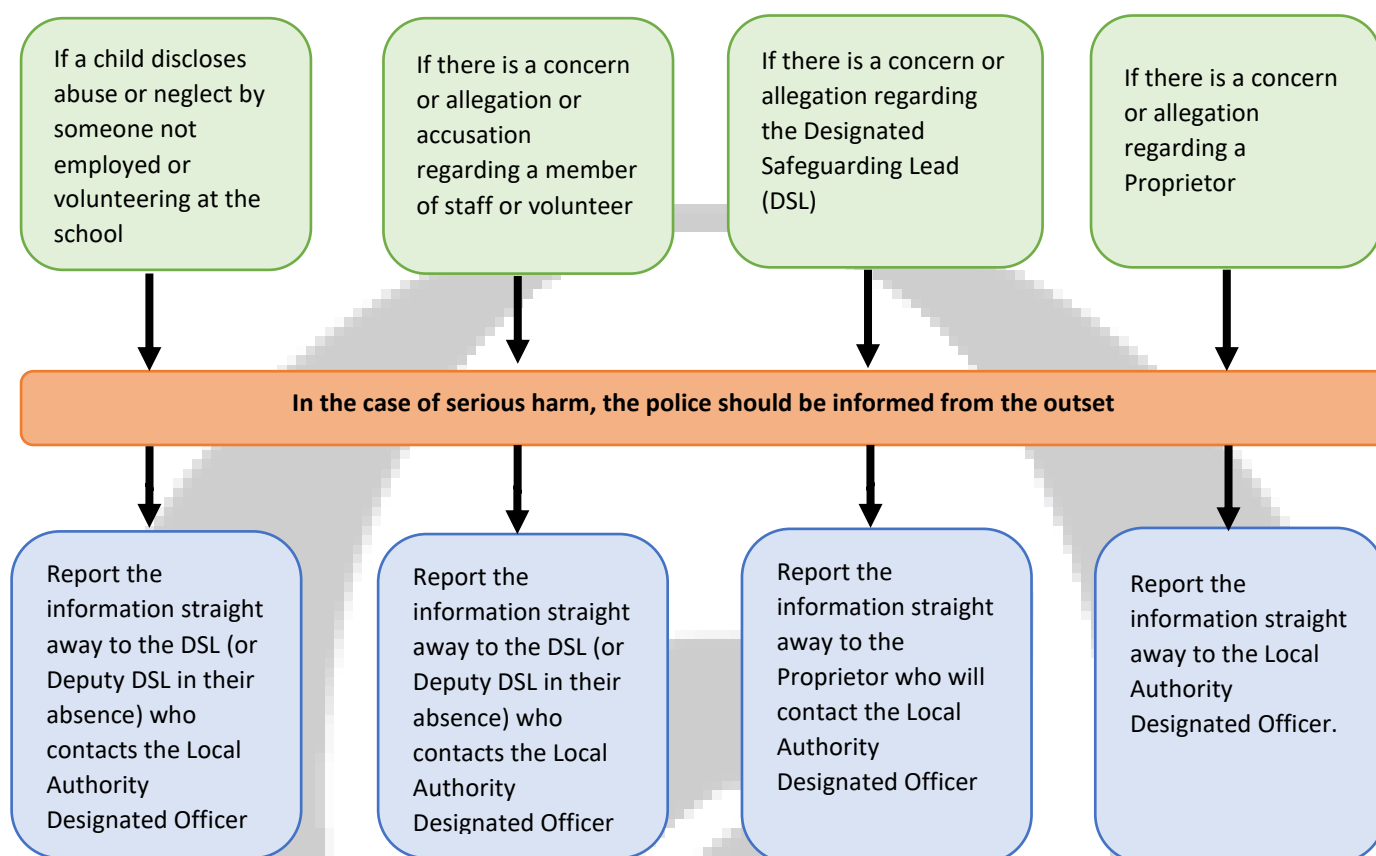 If a child discloses
abuse or neglect by
someone not
employed or
volunteering at the
school
If there is a concern
or allegation or
accusation
regarding a member
of staff or volunteer
If there is a concern or
allegation regarding
the Designated
Safeguarding Lead
(DSL)
If there is a concern
or allegation
regarding a
Proprietor
In the case of serious harm, the police should be informed from the outset
Report the
information straight
away to the DSL (or
Deputy DSL in their
absence) who
contacts the Local
Authority
Designated Officer
Report the
information straight
away to the DSL (or
Deputy DSL in their
absence) who
contacts the Local
Authority
Designated Officer
Report the
information straight
away to the
Proprietor who will
contact the Local
Authority
Designated Officer
Report the
information straight
away to the Local
Authority
Designated Officer.